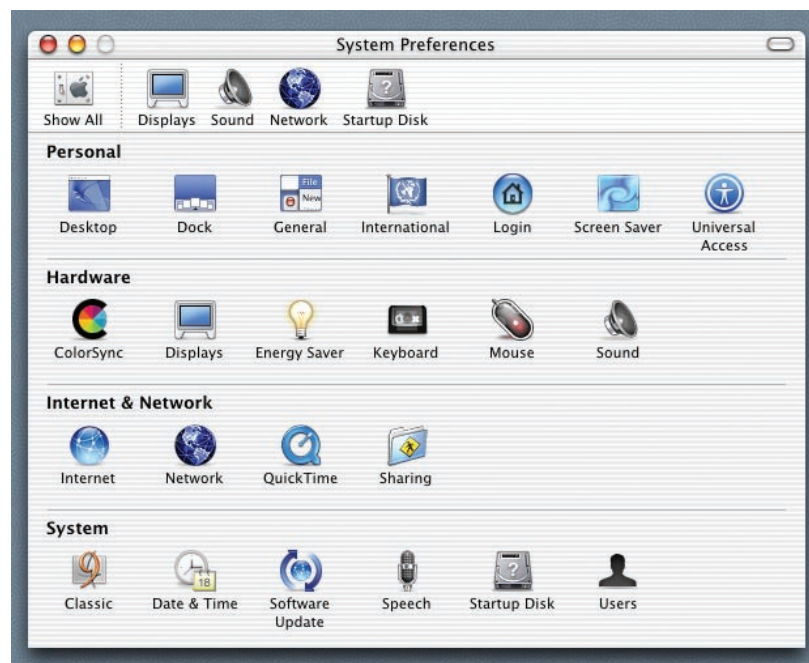 System Preferences
Show All Displays Sound Network Startup Disk
Personal
Desktop Dock General International Login Screen Saver Universal Access
File
New
Hardware
ColorSync Displays Energy Saver Keyboard Mouse Sound
Internet & Network
Internet Network QuickTime Sharing
System
9
18
Classic Date & Time Software Update Speech Startup Disk Users